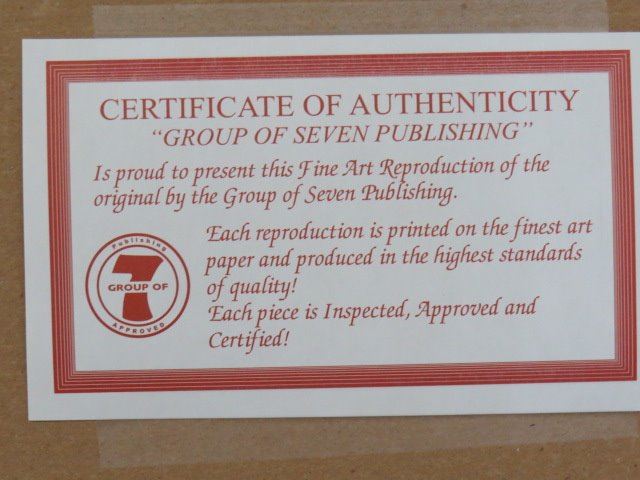 CERTIFICATE OF AUTHENTICITY
"GROUP OF SEVEN PUBLISHING"
Is proud to present this Fine Art Reproduction of the
original by the Group of Seven Publishing.
Each reproduction is printed on the finest art
paper and produced in the highest standards
of quality!
Each piece is Inspected, Approved and
Certified!
Publishing
7
GROUP OF
APPROVED